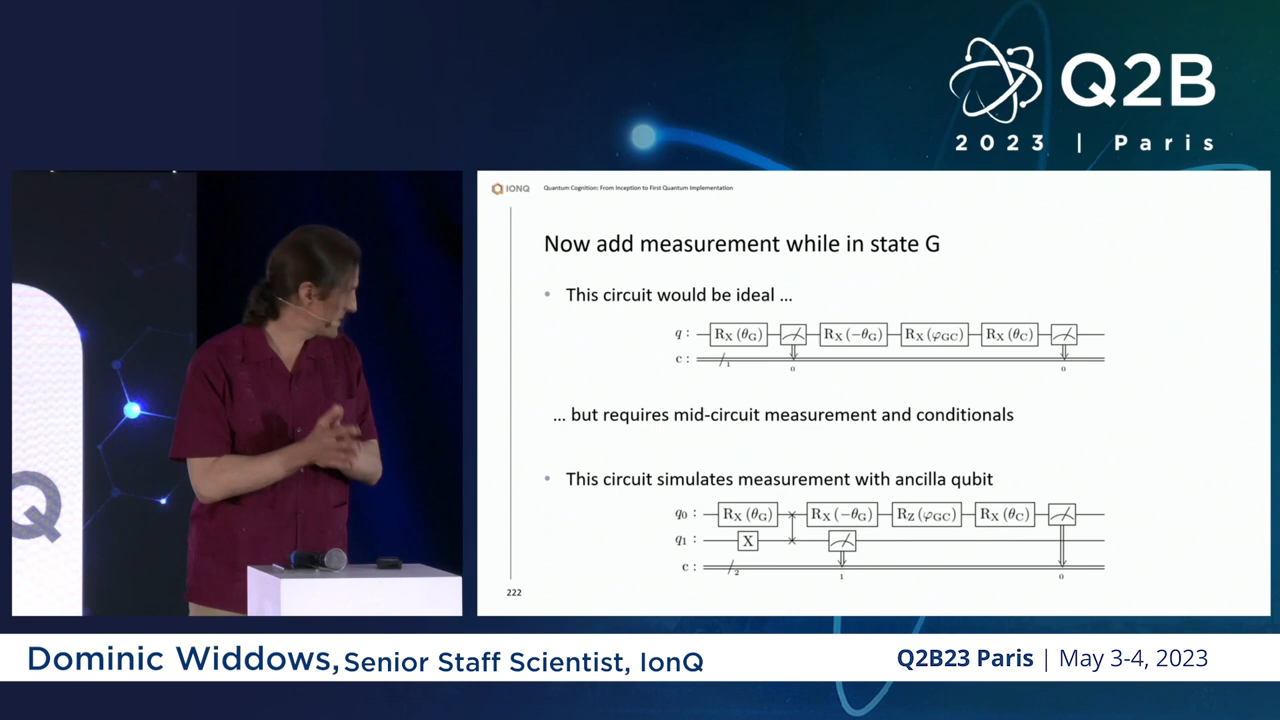 Q2B
2023 | Paris
IONQ
Quantum Cognition: From Inception to First Quantum Implementation
Now add measurement while in state G
• This circuit would be ideal ...
q : R_X (θ_G) R_X (−θ_G) R_X (φ_GC) R_X (θ_C)
c : 1
0 0
... but requires mid-circuit measurement and conditionals
• This circuit simulates measurement with ancilla qubit
q₀ : R_X (θ_G) R_X (−θ_G) R_Z (φ_GC) R_X (θ_C)
q₁ : X
c : 2
1 0
222
Q
Dominic Widdows, Senior Staff Scientist, IonQ
Q2B23 Paris | May 3-4, 2023